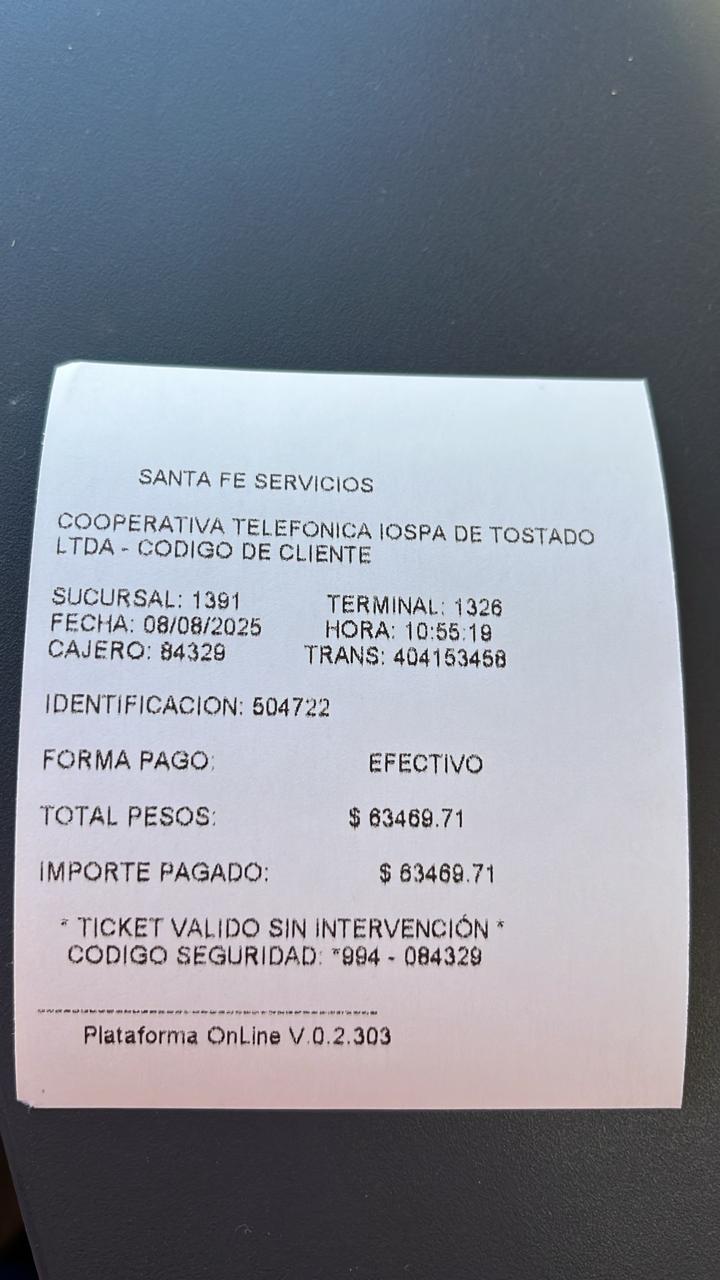 SANTA FE SERVICIOS
COOPERATIVA TELEFONICA IOSPA DE TOSTADO
LTDA - CODIGO DE CLIENTE
SUCURSAL: 1391 TERMINAL: 1326
FECHA: 08/08/2025 HORA: 10:55:19
CAJERO: 84329 TRANS: 404153458
IDENTIFICACION: 504722
FORMA PAGO: EFECTIVO
TOTAL PESOS: $ 63469.71
IMPORTE PAGADO: $ 63469.71
* TICKET VALIDO SIN INTERVENCIÓN *
CODIGO SEGURIDAD: *994 - 084329
Plataforma OnLine V.0.2.303